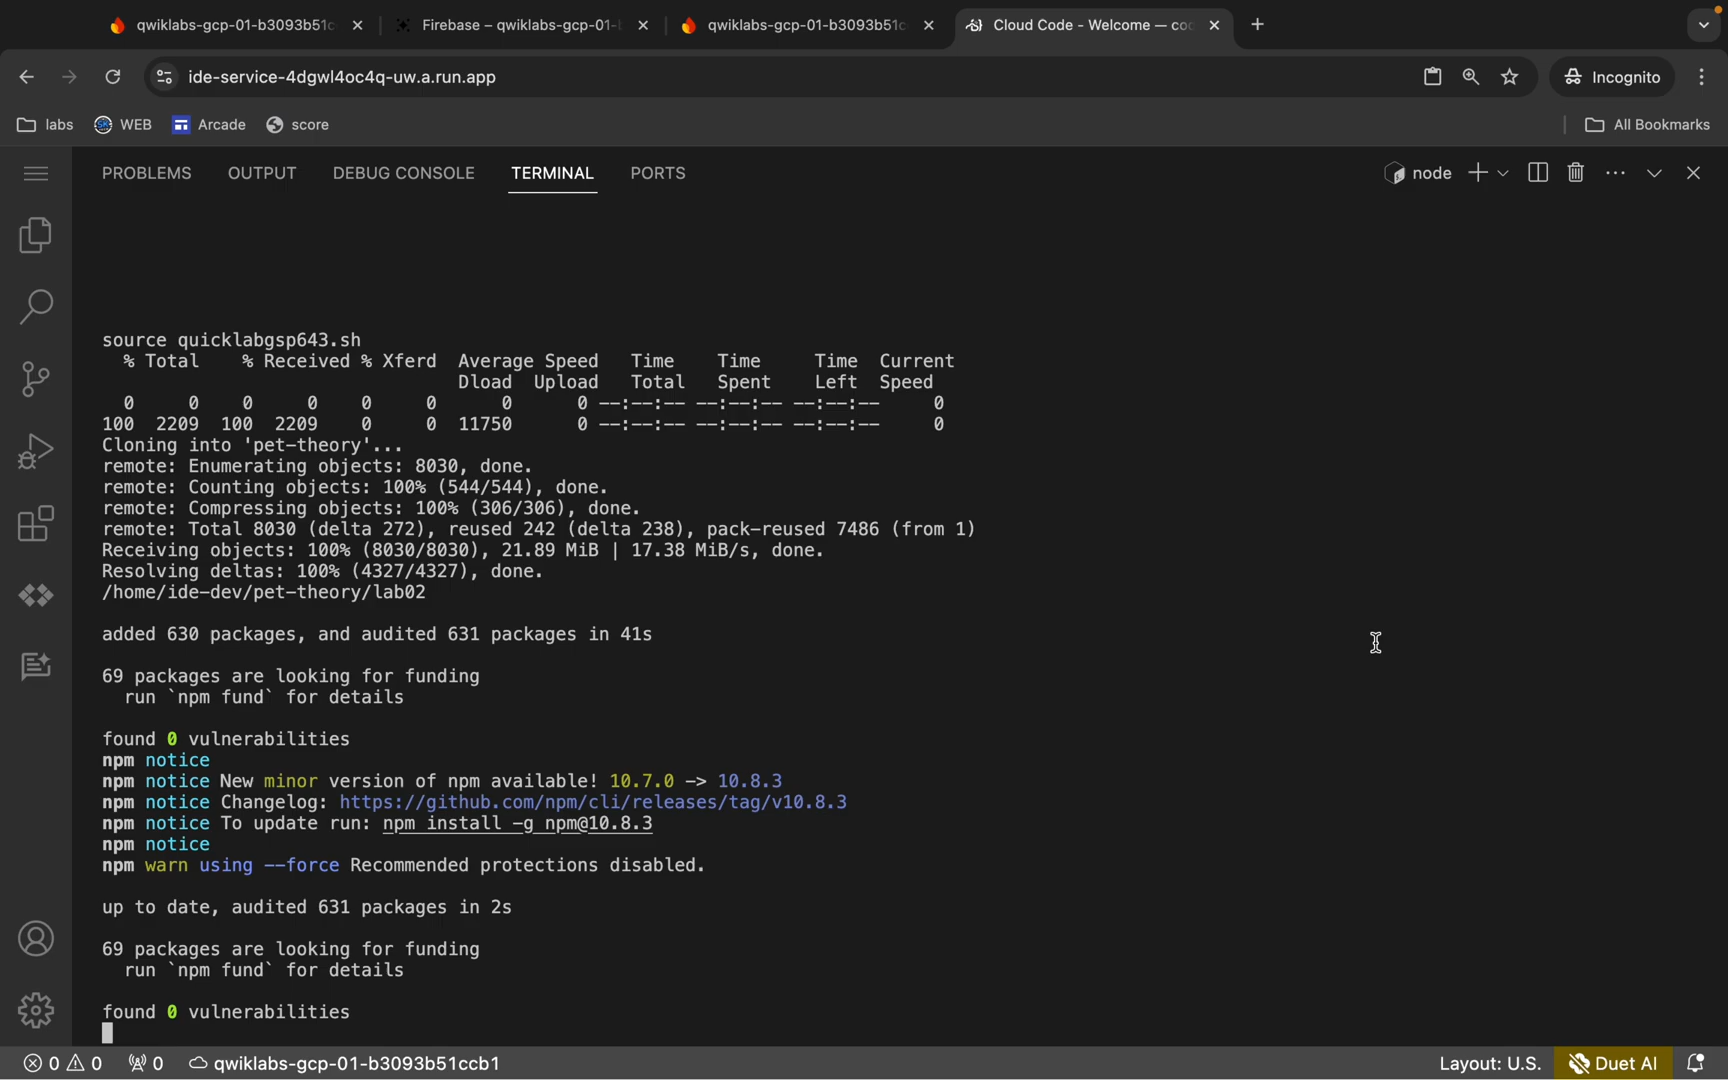 qwiklabs-gcp-01-b3093b51c
Firebase – qwiklabs-gcp-01-b
qwiklabs-gcp-01-b3093b51c
Cloud Code - Welcome — co
ide-service-4dgwl4oc4q-uw.a.run.app
Incognito
labs
WEB
Arcade
score
All Bookmarks
PROBLEMS
OUTPUT
DEBUG CONSOLE
TERMINAL
PORTS
node
source quicklabgsp643.sh
% Total % Received % Xferd Average Speed Time Time Time Current
Dload Upload Total Spent Left Speed
0 0 0 0 0 0 0 0 --:--:-- --:--:-- --:--:-- 0
100 2209 100 2209 0 0 11750 0 --:--:-- --:--:-- --:--:-- 0
Cloning into 'pet-theory'...
remote: Enumerating objects: 8030, done.
remote: Counting objects: 100% (544/544), done.
remote: Compressing objects: 100% (306/306), done.
remote: Total 8030 (delta 272), reused 242 (delta 238), pack-reused 7486 (from 1)
Receiving objects: 100% (8030/8030), 21.89 MiB | 17.38 MiB/s, done.
Resolving deltas: 100% (4327/4327), done.
/home/ide-dev/pet-theory/lab02
added 630 packages, and audited 631 packages in 41s
69 packages are looking for funding
run `npm fund` for details
found 0 vulnerabilities
npm notice
npm notice New minor version of npm available! 10.7.0 -> 10.8.3
npm notice Changelog: https://github.com/npm/cli/releases/tag/v10.8.3
npm notice To update run: npm install -g npm@10.8.3
npm notice
npm warn using --force Recommended protections disabled.
up to date, audited 631 packages in 2s
69 packages are looking for funding
run `npm fund` for details
found 0 vulnerabilities
0 0
0
qwiklabs-gcp-01-b3093b51ccb1
Layout: U.S.
Duet AI